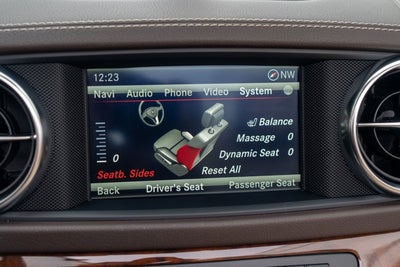 12:23 NW
Navi Audio Phone Video System
Balance
Massage 0
0 Dynamic Seat 0
Seatb. Sides Reset All
Back Driver's Seat Passenger Seat